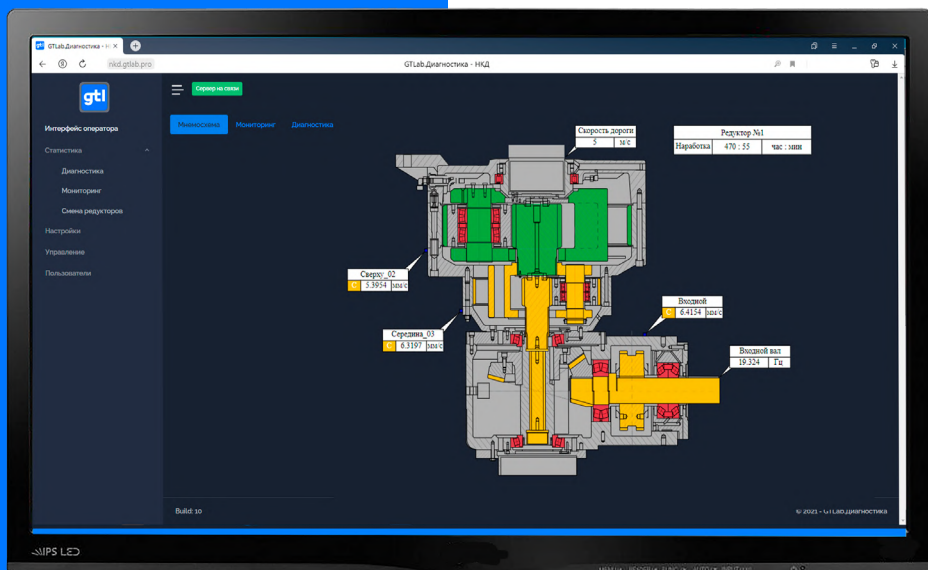 gtl GTLab.Диагностика - Н
nkd.gtlab.pro
GTLab.Диагностика - НКД
gtl
Сервер на связи
Интерфейс оператора
Статистика
Диагностика
Мониторинг
Смена редукторов
Настройки
Управление
Пользователи
Мнемосхема Мониторинг Диагностика
Скорость дороги
5 м/с
Редуктор №1
Наработка 470 : 55 час : мин
Сверху_02
C 5.3954 мм/с
Середина_03
C 6.3197 мм/с
Входной
C 6.4154 мм/с
Входной вал
19.324 Гц
Build: 10
© 2021 - GTLab.Диагностика
IPS LED